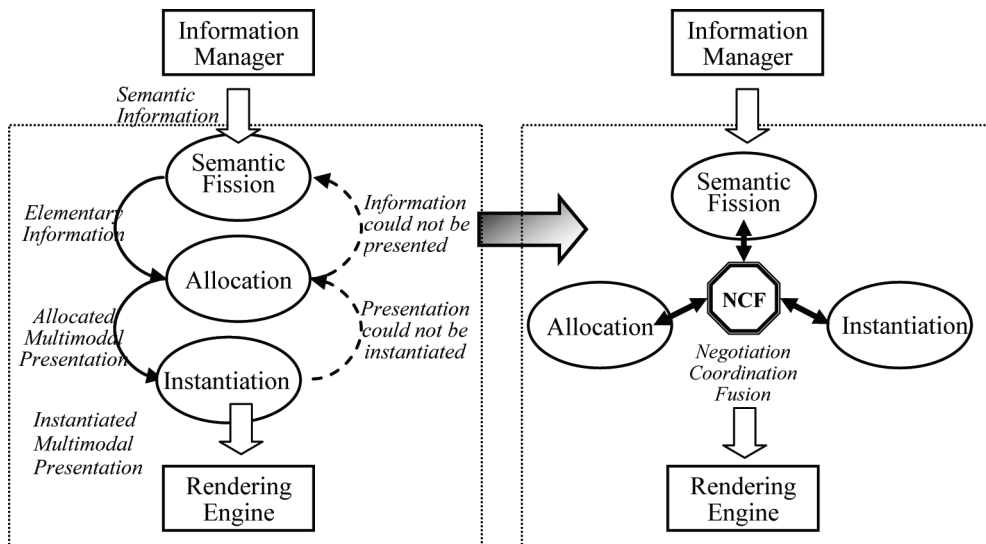 Information
Manager
Semantic
Information
Semantic
Fission
Elementary
Information
Information
could not be
presented
Allocation
Allocated
Multimodal
Presentation
Presentation
could not be
instantiated
Instantiation
Instantiated
Multimodal
Presentation
Rendering
Engine
Information
Manager
Semantic
Fission
NCF
Allocation
Instantiation
Negotiation
Coordination
Fusion
Rendering
Engine